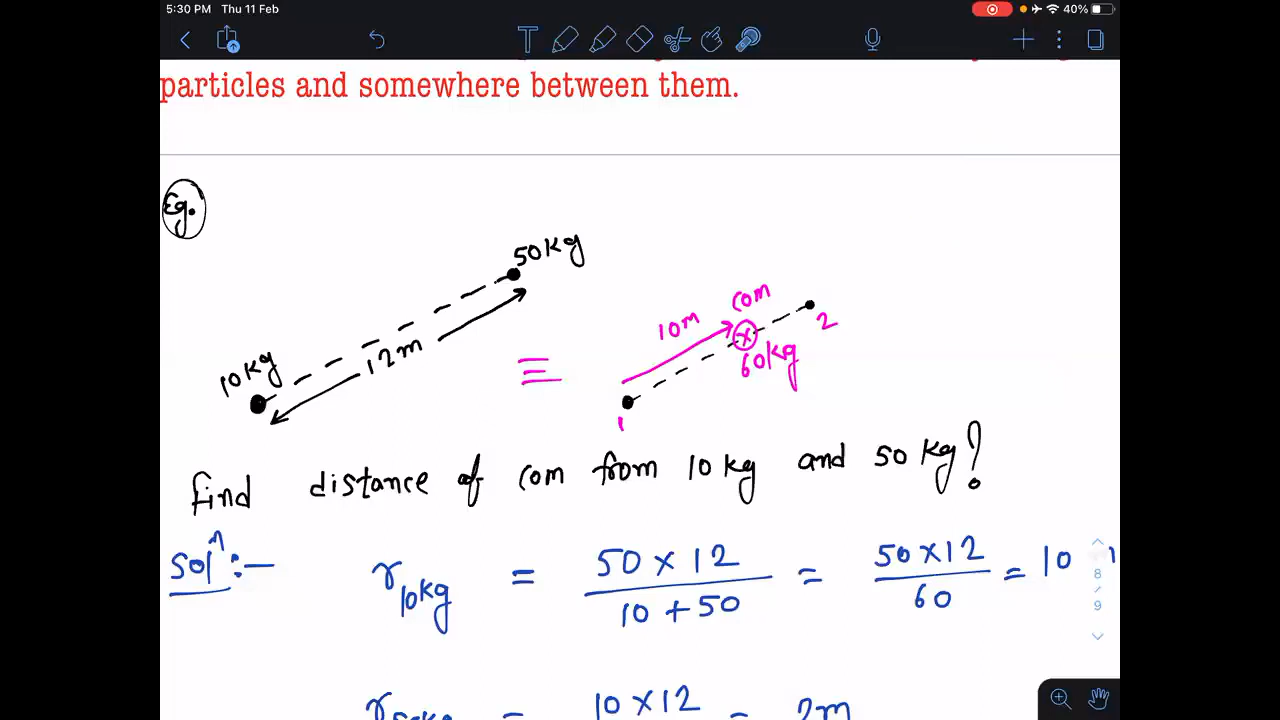 5:30 PM Thu 11 Feb
40%
particles and somewhere between them.
Eg.
50kg
10kg
12m
≡
10m
com
60kg
1
2
find distance of com from 10 kg and 50 kg?
Solⁿ :- r10kg = 50 × 12 / 10 + 50 = 50 × 12 / 60 = 10
8/9
10 × 12 = 2m